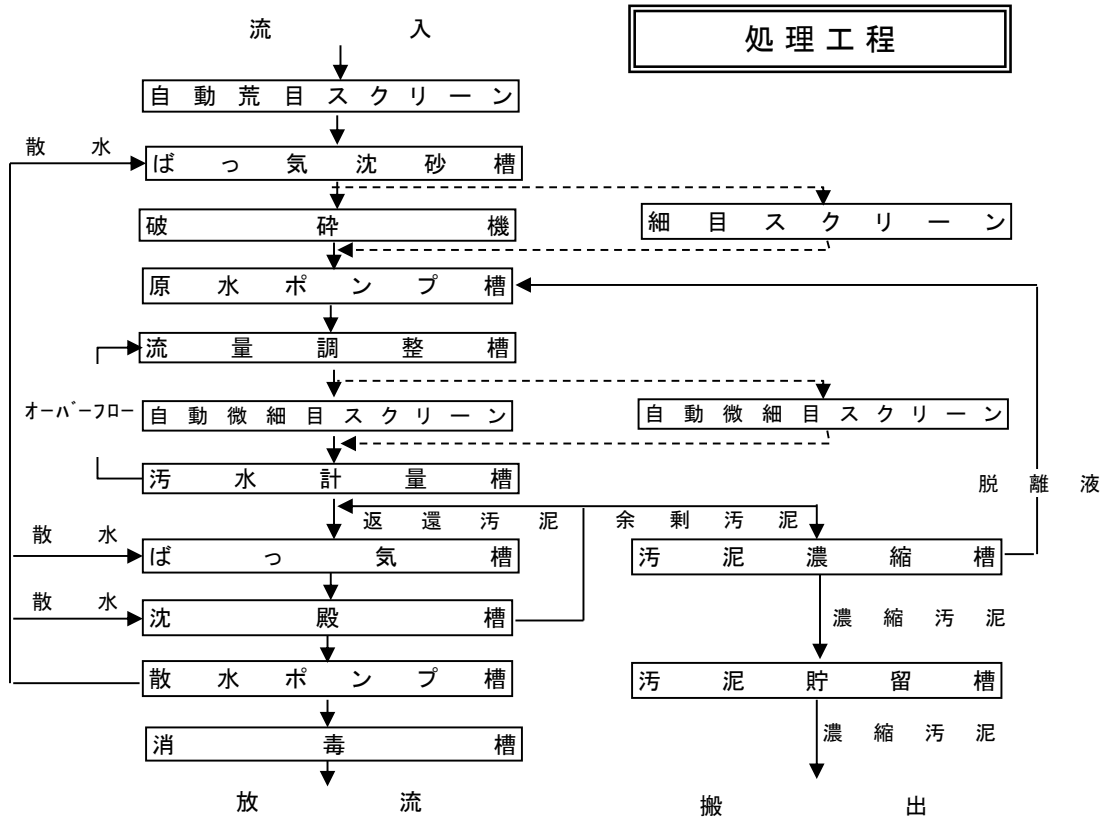 処理工程
流入
自動荒目スクリーン
散水
ばっ気沈砂槽
破砕機
細目スクリーン
原水ポンプ槽
流量調整槽
オーバーフロー
自動微細目スクリーン
自動微細目スクリーン
汚水計量槽
脱離液
返還汚泥
余剰汚泥
散水
ばっ気槽
汚泥濃縮槽
散水
沈殿槽
濃縮汚泥
散水ポンプ槽
汚泥貯留槽
消毒槽
濃縮汚泥
放流
搬出